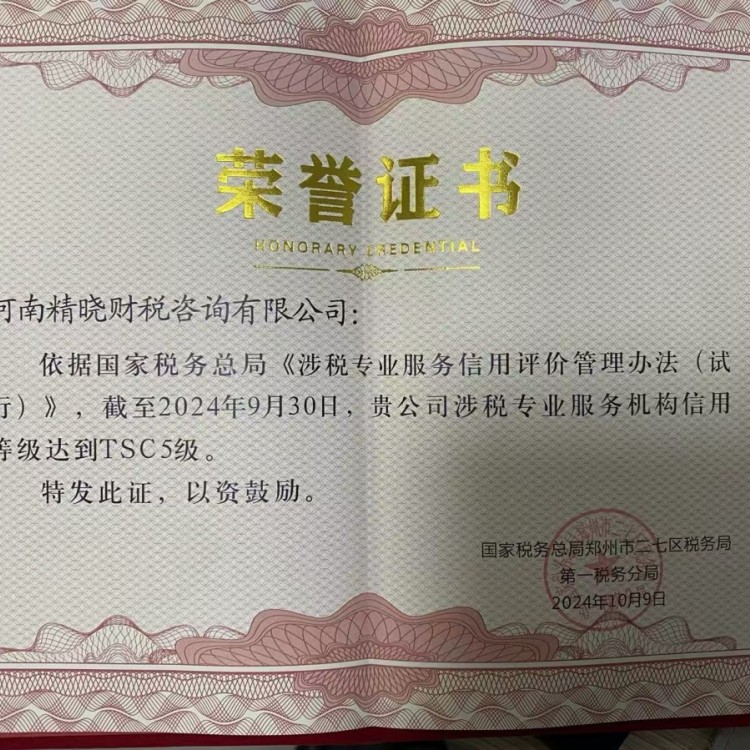 荣誉证书
HONORARY CREDENTIAL
河南精晓财税咨询有限公司：
依据国家税务总局《涉税专业服务信用评价管理办法（试
行）》，截至2024年9月30日，贵公司涉税专业服务机构信用
等级达到TSC5级。
特发此证，以资鼓励。
国家税务总局郑州市二七区税务局
第一税务分局
2024年10月9日